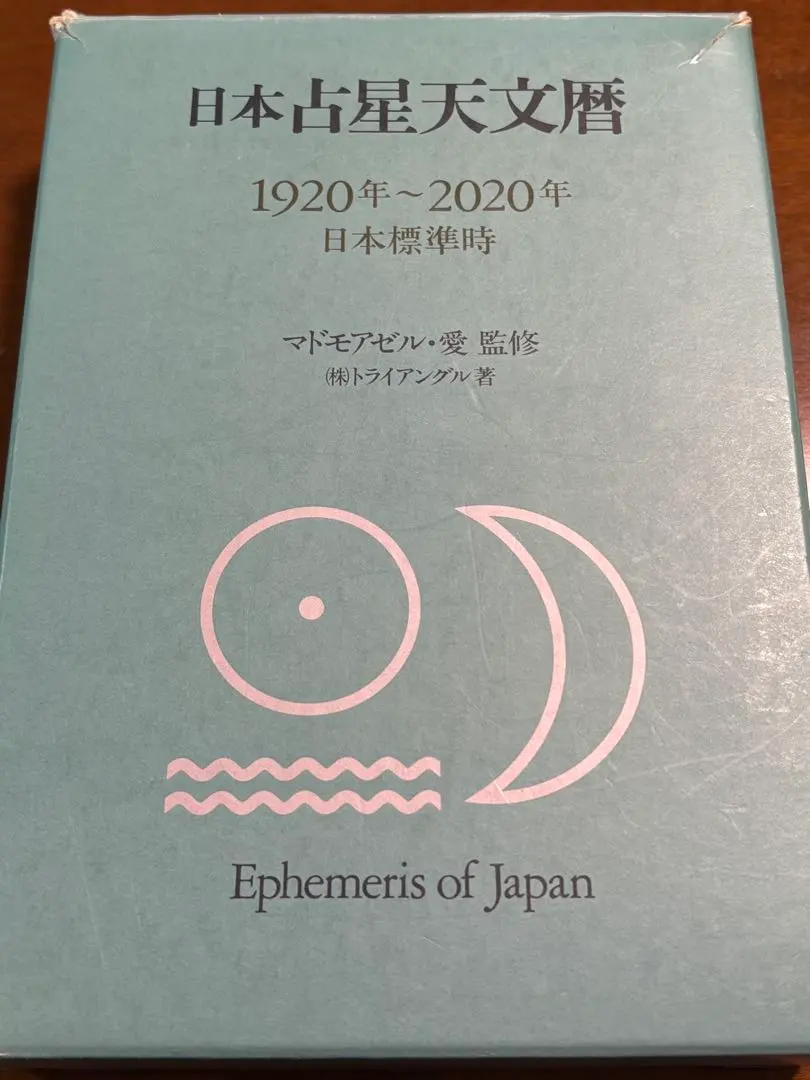 日本占星天文暦
1920年～2020年
日本標準時
マドモアゼル・愛 監修
㈱トライアングル著
Ephemeris of Japan